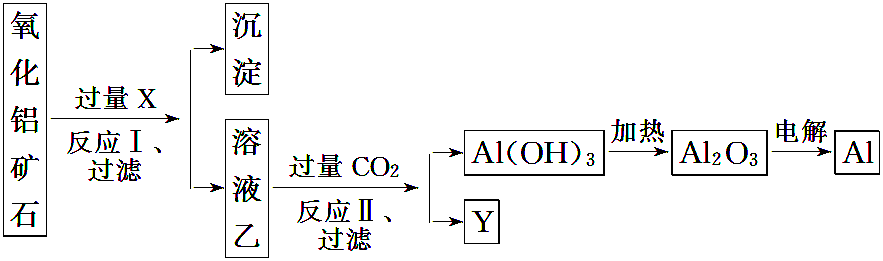 氧化铝矿石
过量 X
反应Ⅰ、
过滤
沉淀
溶液乙
过量 CO₂
反应Ⅱ、
过滤
Al(OH)₃
加热
Al₂O₃
电解
Al
Y